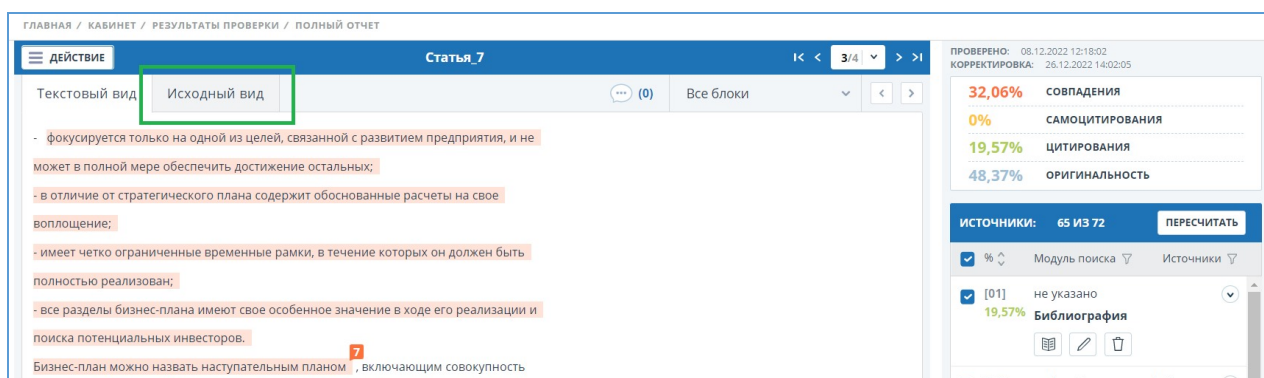 ГЛАВНАЯ / КАБИНЕТ / РЕЗУЛЬТАТЫ ПРОВЕРКИ / ПОЛНЫЙ ОТЧЕТ
ДЕЙСТВИЕ
Статья_7
3/4
Текстовый вид
Исходный вид
(0)
Все блоки
- фокусируется только на одной из целей, связанной с развитием предприятия, и не
может в полной мере обеспечить достижение остальных;
- в отличие от стратегического плана содержит обоснованные расчеты на свое
воплощение;
- имеет четко ограниченные временные рамки, в течение которых он должен быть
полностью реализован;
- все разделы бизнес-плана имеют свое особенное значение в ходе его реализации и
поиска потенциальных инвесторов.
7
Бизнес-план можно назвать наступательным планом , включающим совокупность
ПРОВЕРЕНО: 08.12.2022 12:18:02
КОРРЕКТИРОВКА: 26.12.2022 14:02:05
32,06% СОВПАДЕНИЯ
0% САМОЦИТИРОВАНИЯ
19,57% ЦИТИРОВАНИЯ
48,37% ОРИГИНАЛЬНОСТЬ
ИСТОЧНИКИ: 65 ИЗ 72 ПЕРЕСЧИТАТЬ
% Модуль поиска Источники
[01] не указано
19,57% Библиография